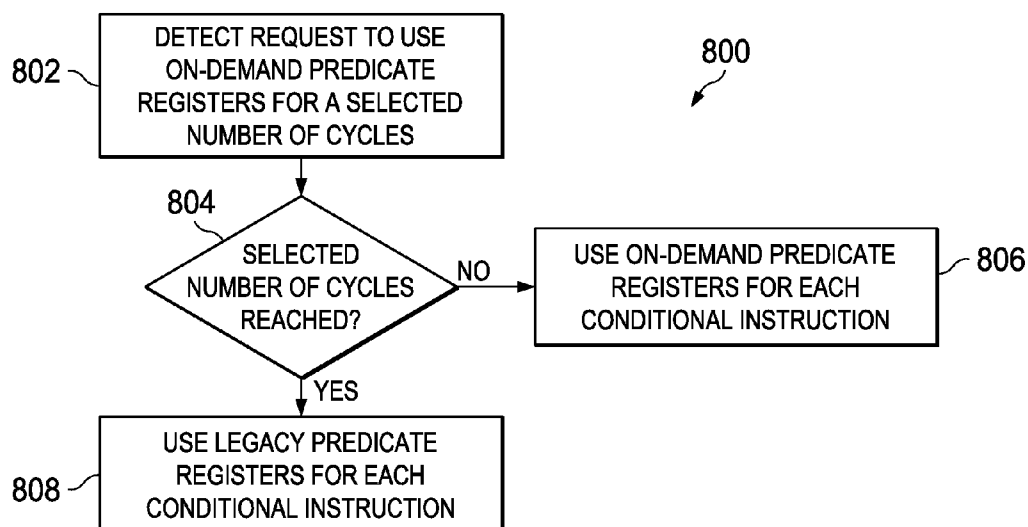 802
DETECT REQUEST TO USE
ON-DEMAND PREDICATE
REGISTERS FOR A SELECTED
NUMBER OF CYCLES
800
804
SELECTED
NUMBER OF CYCLES
REACHED?
NO
USE ON-DEMAND PREDICATE
REGISTERS FOR EACH
CONDITIONAL INSTRUCTION
806
YES
808
USE LEGACY PREDICATE
REGISTERS FOR EACH
CONDITIONAL INSTRUCTION